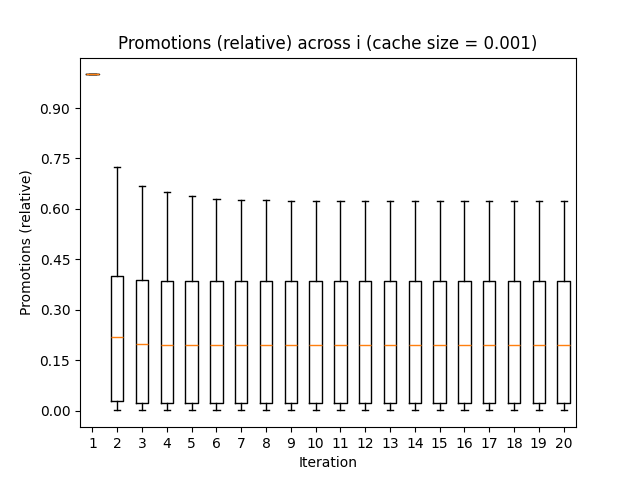 Promotions (relative) across i (cache size = 0.001)
0.90
0.75
0.60
0.45
0.30
0.15
0.00
Promotions (relative)
1 2 3 4 5 6 7 8 9 10 11 12 13 14 15 16 17 18 19 20
Iteration